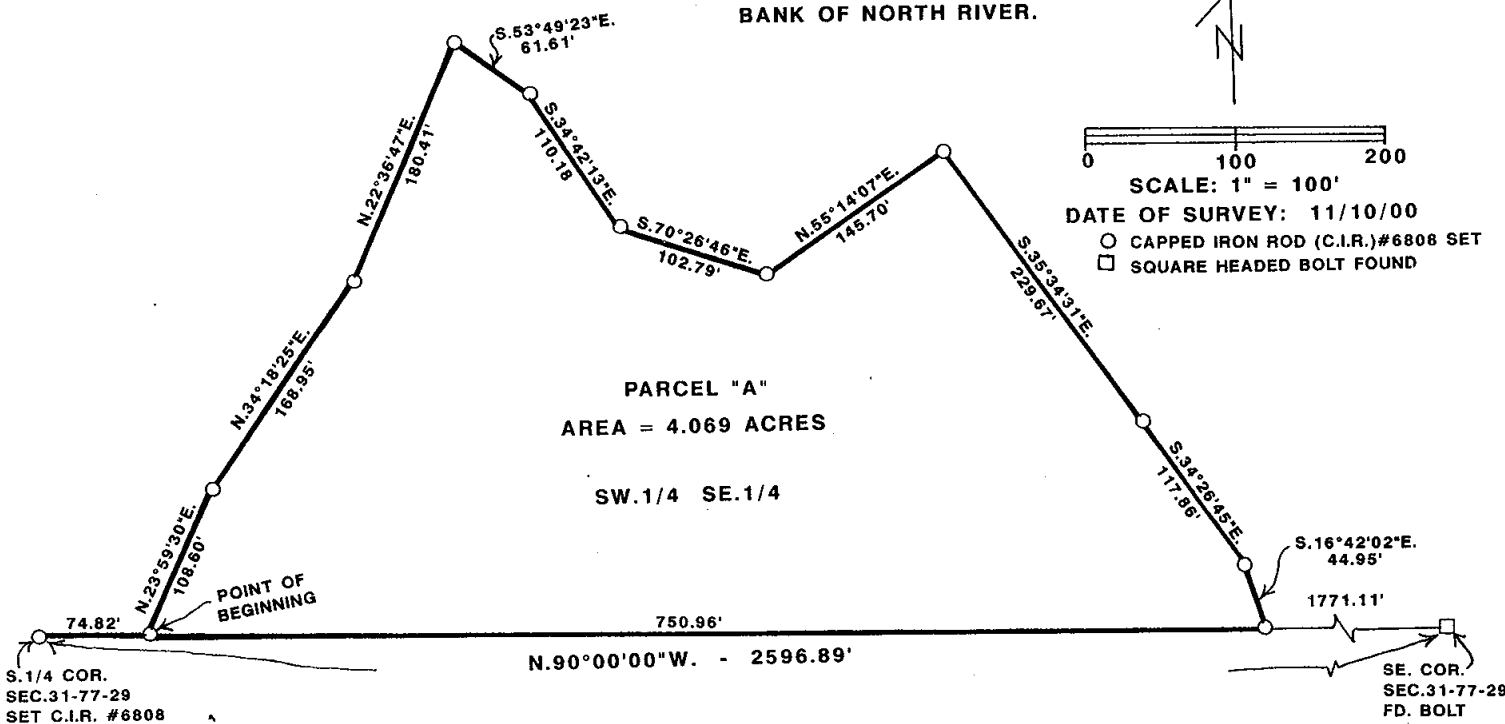 BANK OF NORTH RIVER.
N
S.53°49'23"E.
61.61'
S.34°42'13"E.
110.18
N.22°36'47"E.
180.41'
S.70°26'46"E.
102.79'
N.55°14'07"E.
145.70'
0 100 200
SCALE: 1" = 100'
DATE OF SURVEY: 11/10/00
CAPPED IRON ROD (C.I.R.)#6808 SET
SQUARE HEADED BOLT FOUND
S.35°34'31"E.
229.67'
N.34°18'25"E.
168.95'
PARCEL "A"
AREA = 4.069 ACRES
SW.1/4 SE.1/4
S.34°26'45"E.
117.86'
N.23°59'30"E.
108.60'
S.16°42'02"E.
44.95'
POINT OF
BEGINNING
74.82'
750.96'
1771.11'
N.90°00'00"W. - 2596.89'
S.1/4 COR.
SEC.31-77-29
SET C.I.R. #6808
SE. COR.
SEC.31-77-29
FD. BOLT